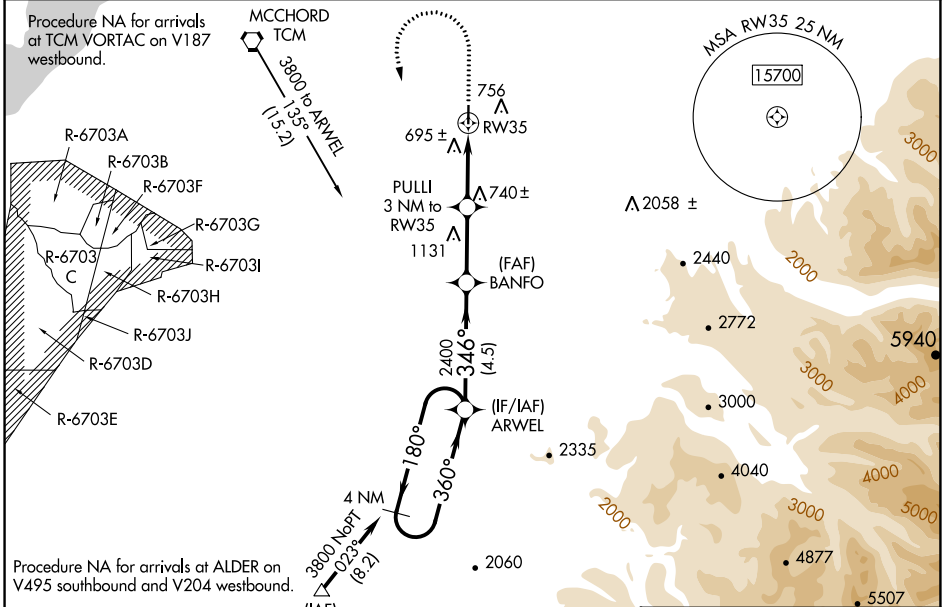 Procedure NA for arrivals
at TCM VORTAC on V187
westbound.
MCCHORD
TCM
3800 to ARWEL
135°
(15.2)
MSA RW35 25 NM
15700
756
RW35
695 ±
PULLI
3 NM to
RW35
740 ±
1131
(FAF)
BANFO
2400
346°
(4.5)
(IF/IAF)
ARWEL
180°
360°
4 NM
3800 NoPT
023°
(8.2)
(IAF)
R-6703A
R-6703B
R-6703F
R-6703G
R-6703
C
R-6703I
R-6703H
R-6703J
R-6703D
R-6703E
2058 ±
3000
2000
2440
2772
5940
3000
4000
3000
2335
4040
4000
2000
3000
5000
2060
4877
5507
Procedure NA for arrivals at ALDER on
V495 southbound and V204 westbound.